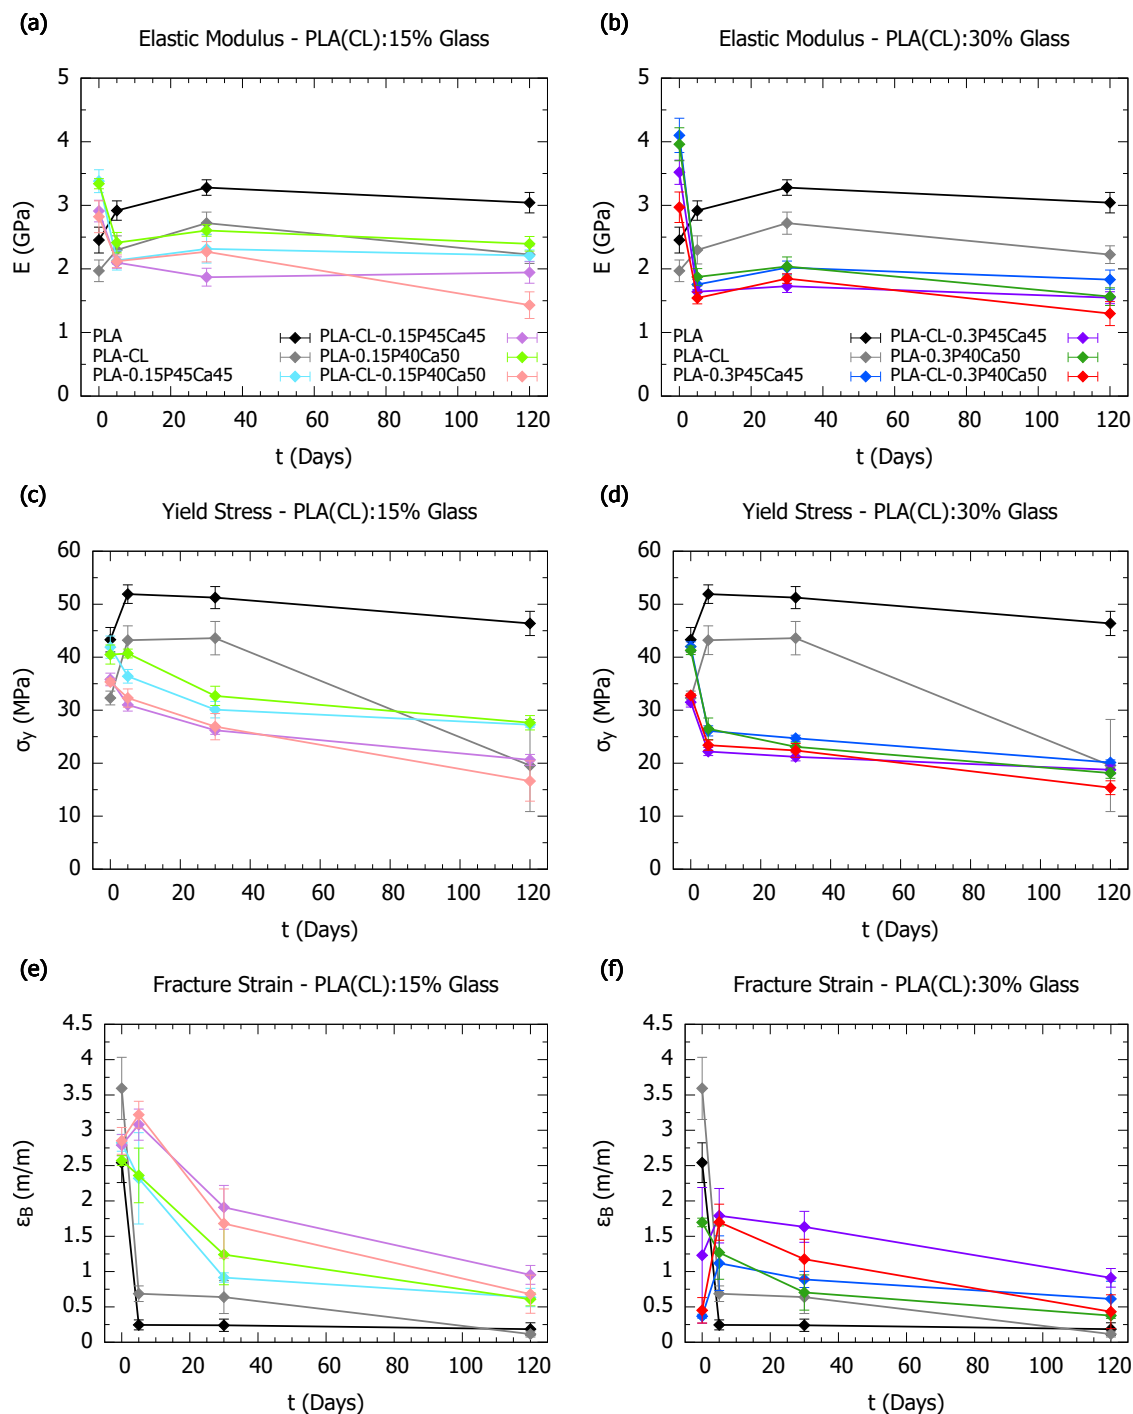 (a)
Elastic Modulus - PLA(CL):15% Glass
5
4
3
2
1
0
E (GPa)
PLA
PLA-CL
PLA-0.15P45Ca45
PLA-CL-0.15P45Ca45
PLA-0.15P40Ca50
PLA-CL-0.15P40Ca50
0 20 40 60 80 100 120
t (Days)
(b)
Elastic Modulus - PLA(CL):30% Glass
5
4
3
2
1
0
E (GPa)
PLA
PLA-CL
PLA-0.3P45Ca45
PLA-CL-0.3P45Ca45
PLA-0.3P40Ca50
PLA-CL-0.3P40Ca50
0 20 40 60 80 100 120
t (Days)
(c)
Yield Stress - PLA(CL):15% Glass
60
50
40
30
20
10
0
σy (MPa)
0 20 40 60 80 100 120
t (Days)
(d)
Yield Stress - PLA(CL):30% Glass
60
50
40
30
20
10
0
σy (MPa)
0 20 40 60 80 100 120
t (Days)
(e)
Fracture Strain - PLA(CL):15% Glass
4.5
4
3.5
3
2.5
2
1.5
1
0.5
0
εB (m/m)
0 20 40 60 80 100 120
t (Days)
(f)
Fracture Strain - PLA(CL):30% Glass
4.5
4
3.5
3
2.5
2
1.5
1
0.5
0
εB (m/m)
0 20 40 60 80 100 120
t (Days)